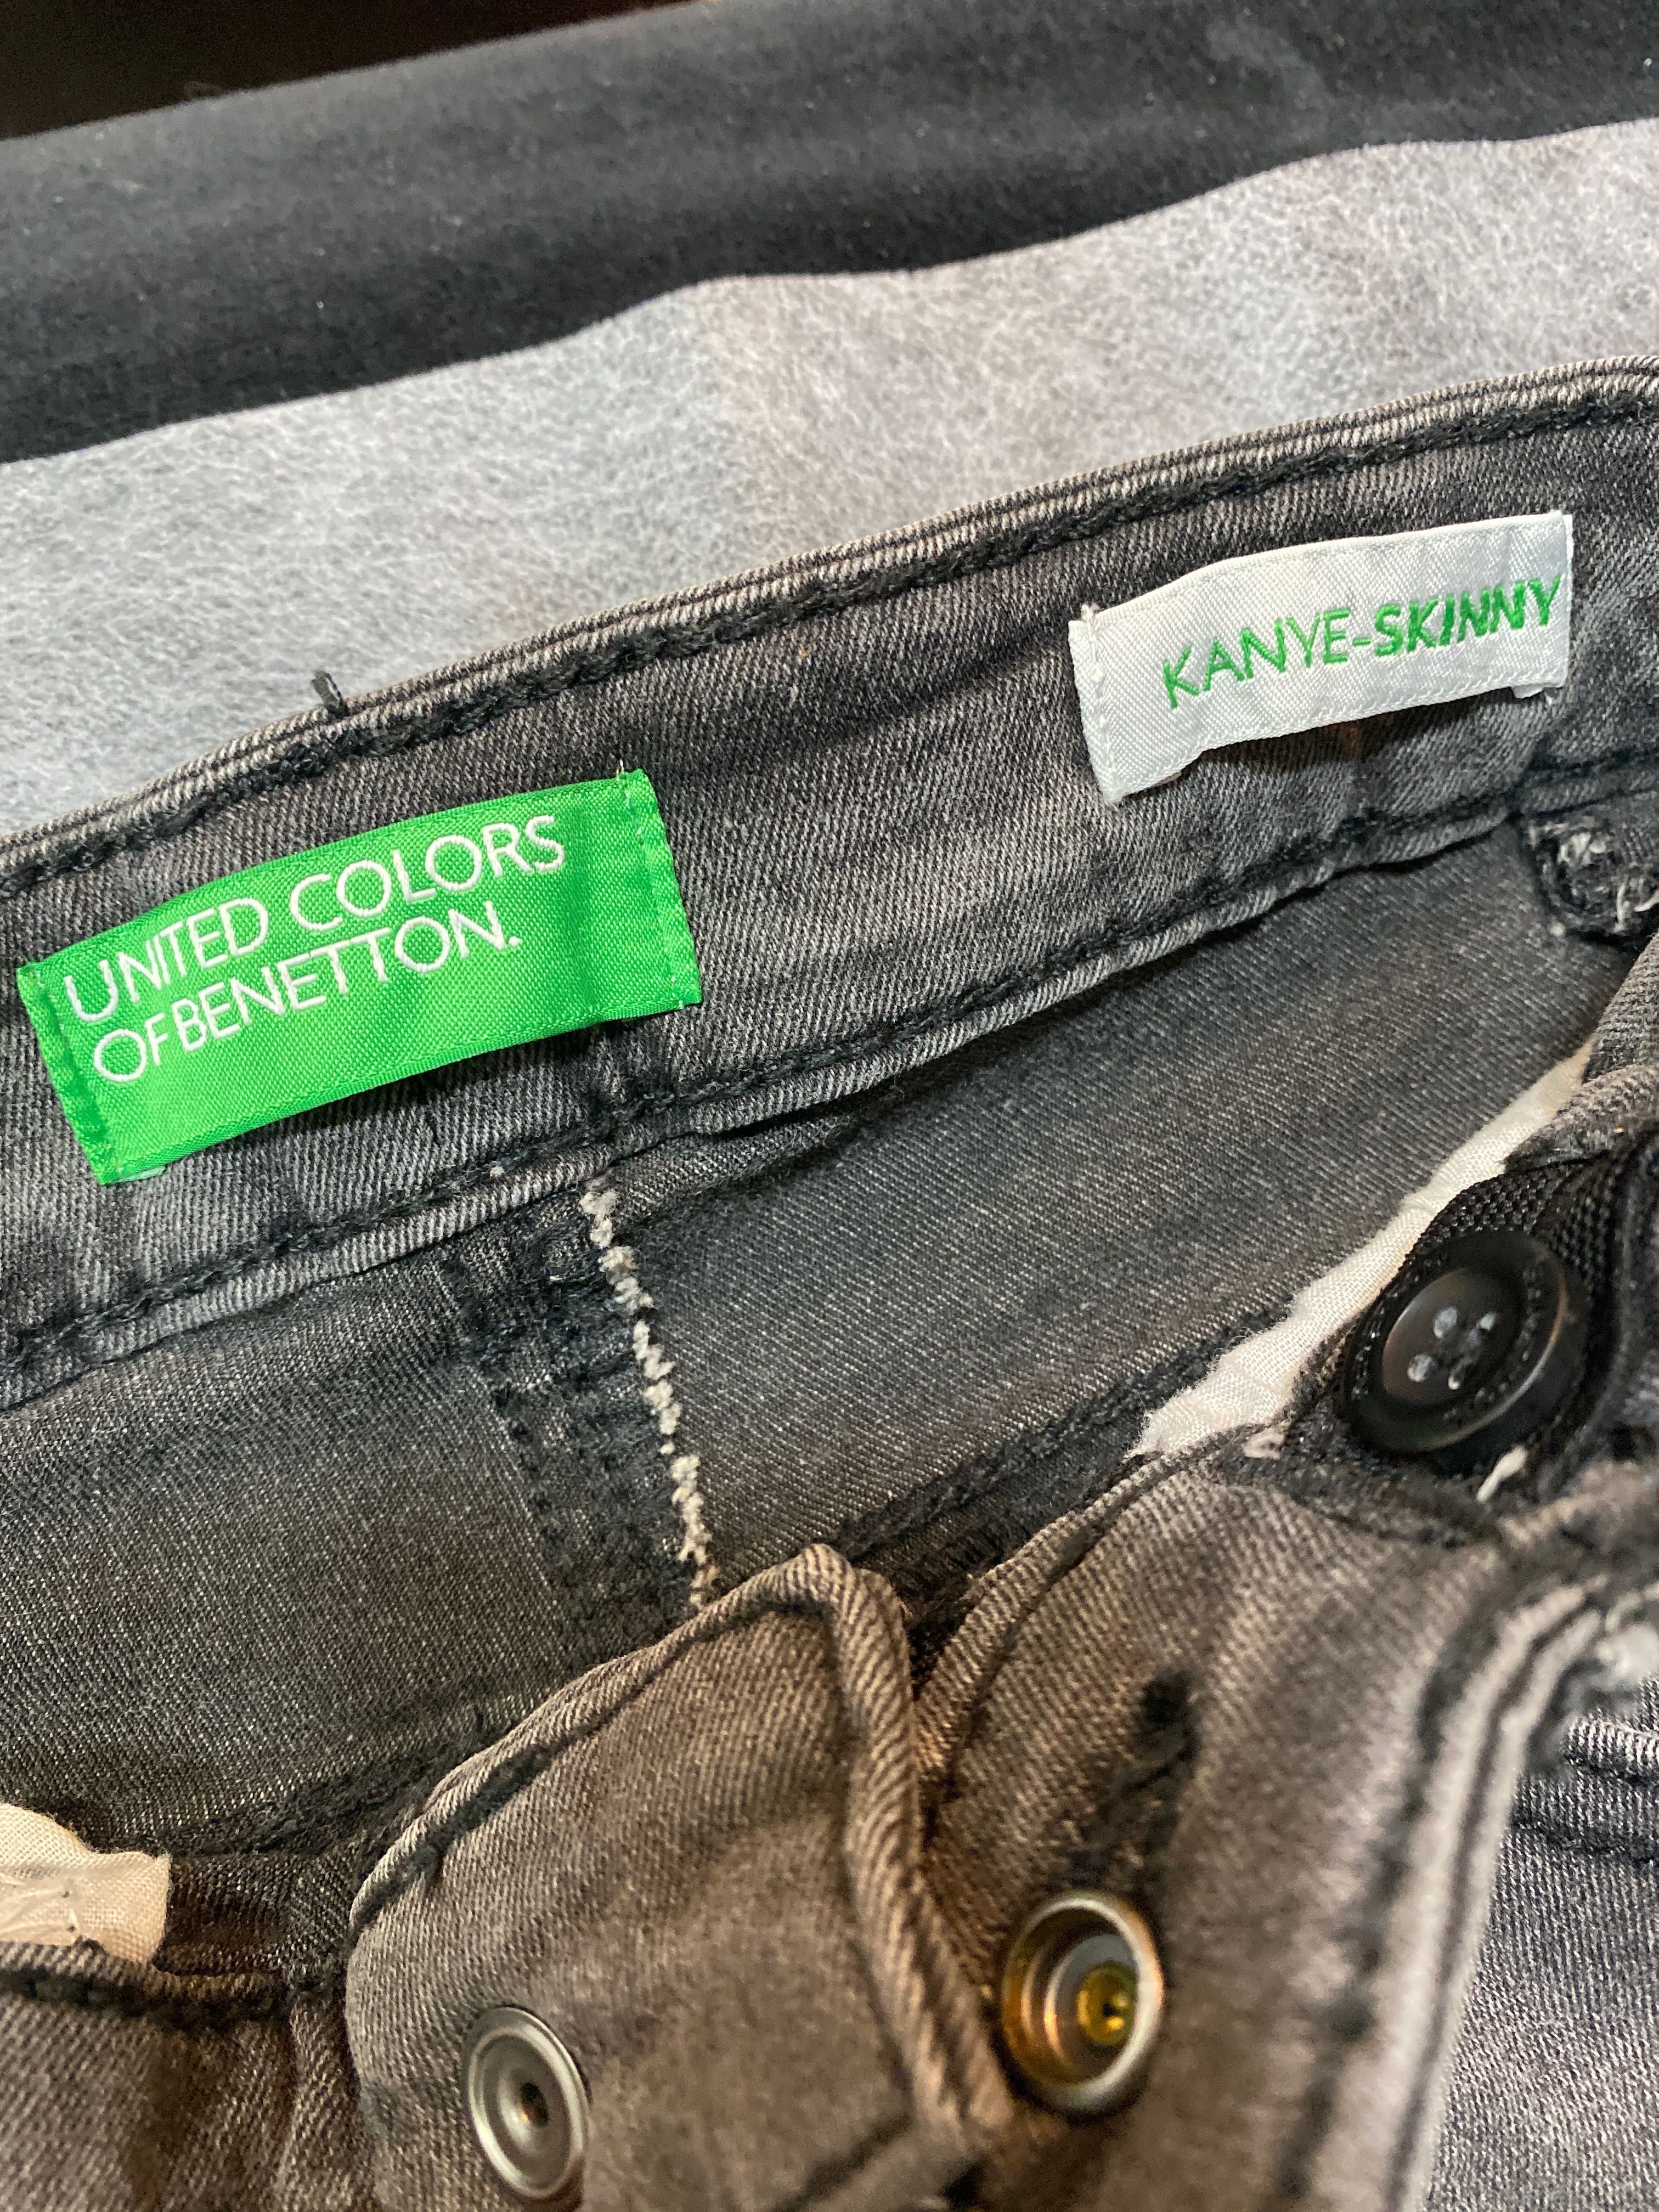 UNITED COLORS
OF BENETTON.
KANYE-SKINNY